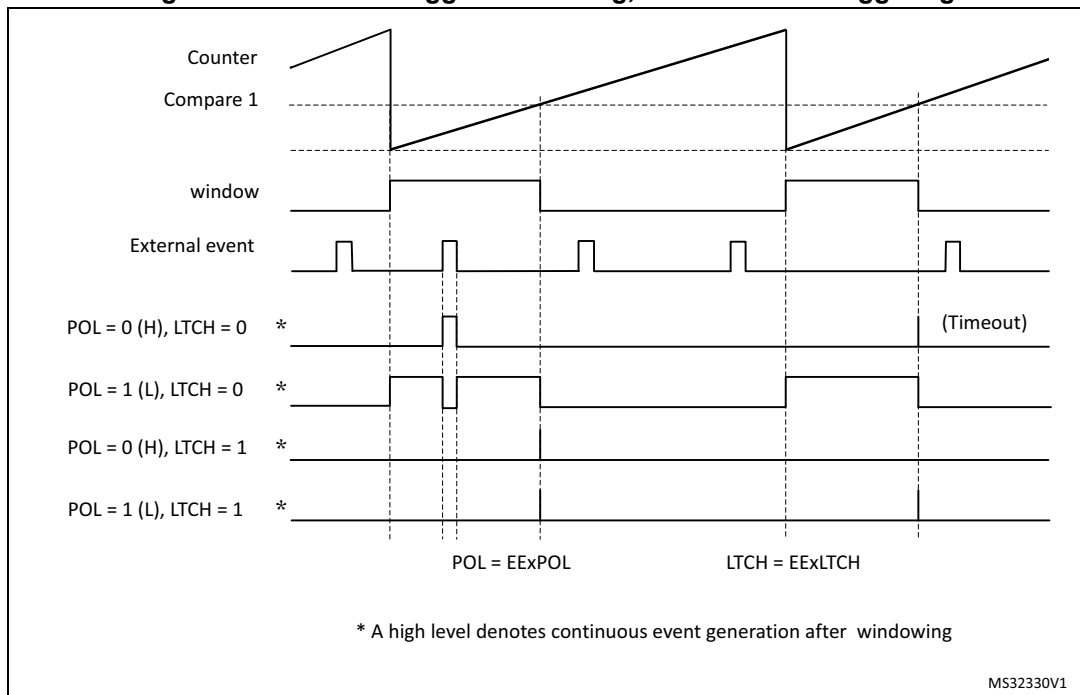 Counter
Compare 1
window
External event
POL = 0 (H), LTCH = 0 *
(Timeout)
POL = 1 (L), LTCH = 0 *
POL = 0 (H), LTCH = 1 *
POL = 1 (L), LTCH = 1 *
POL = EExPOL LTCH = EExLTCH
* A high level denotes continuous event generation after windowing
MS32330V1